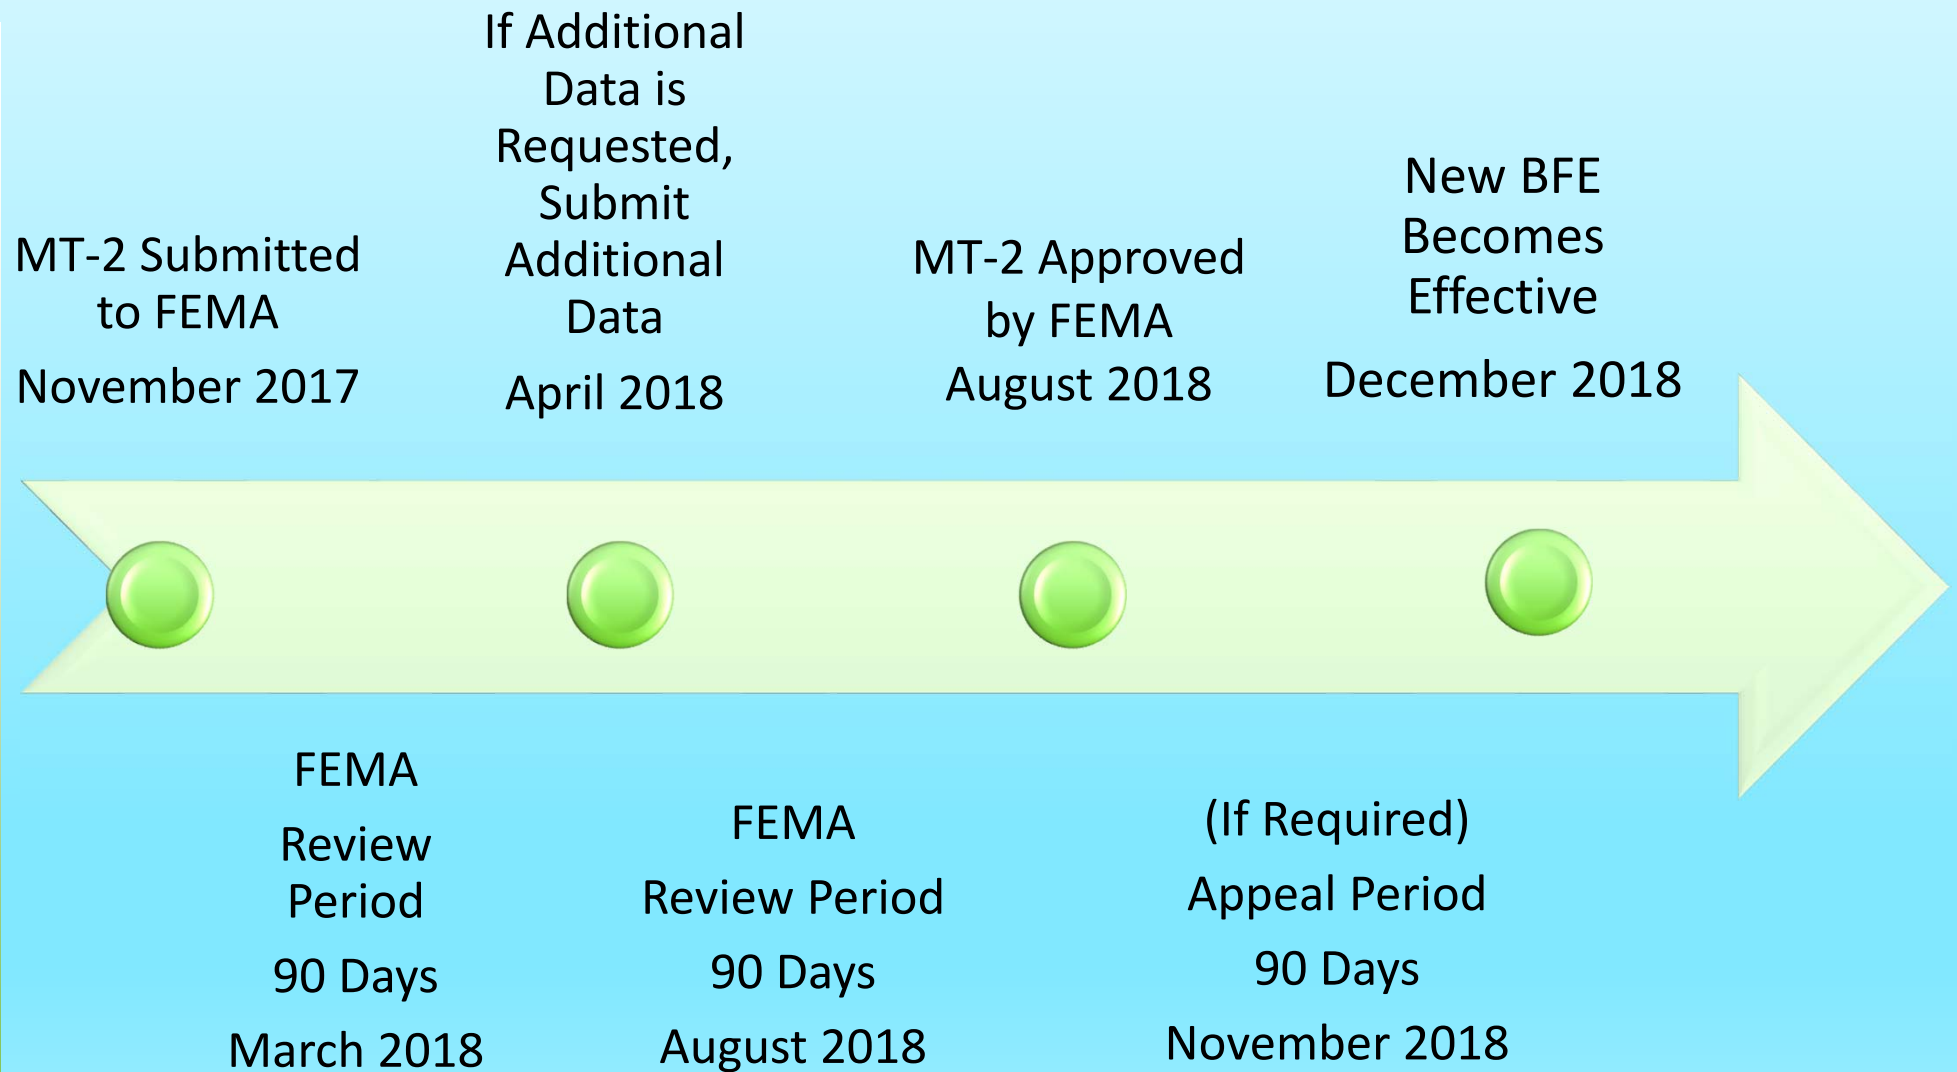 MT-2 Submitted
to FEMA
November 2017
If Additional
Data is
Requested,
Submit
Additional
Data
April 2018
MT-2 Approved
by FEMA
August 2018
New BFE
Becomes
Effective
December 2018
FEMA
Review
Period
90 Days
March 2018
FEMA
Review Period
90 Days
August 2018
(If Required)
Appeal Period
90 Days
November 2018